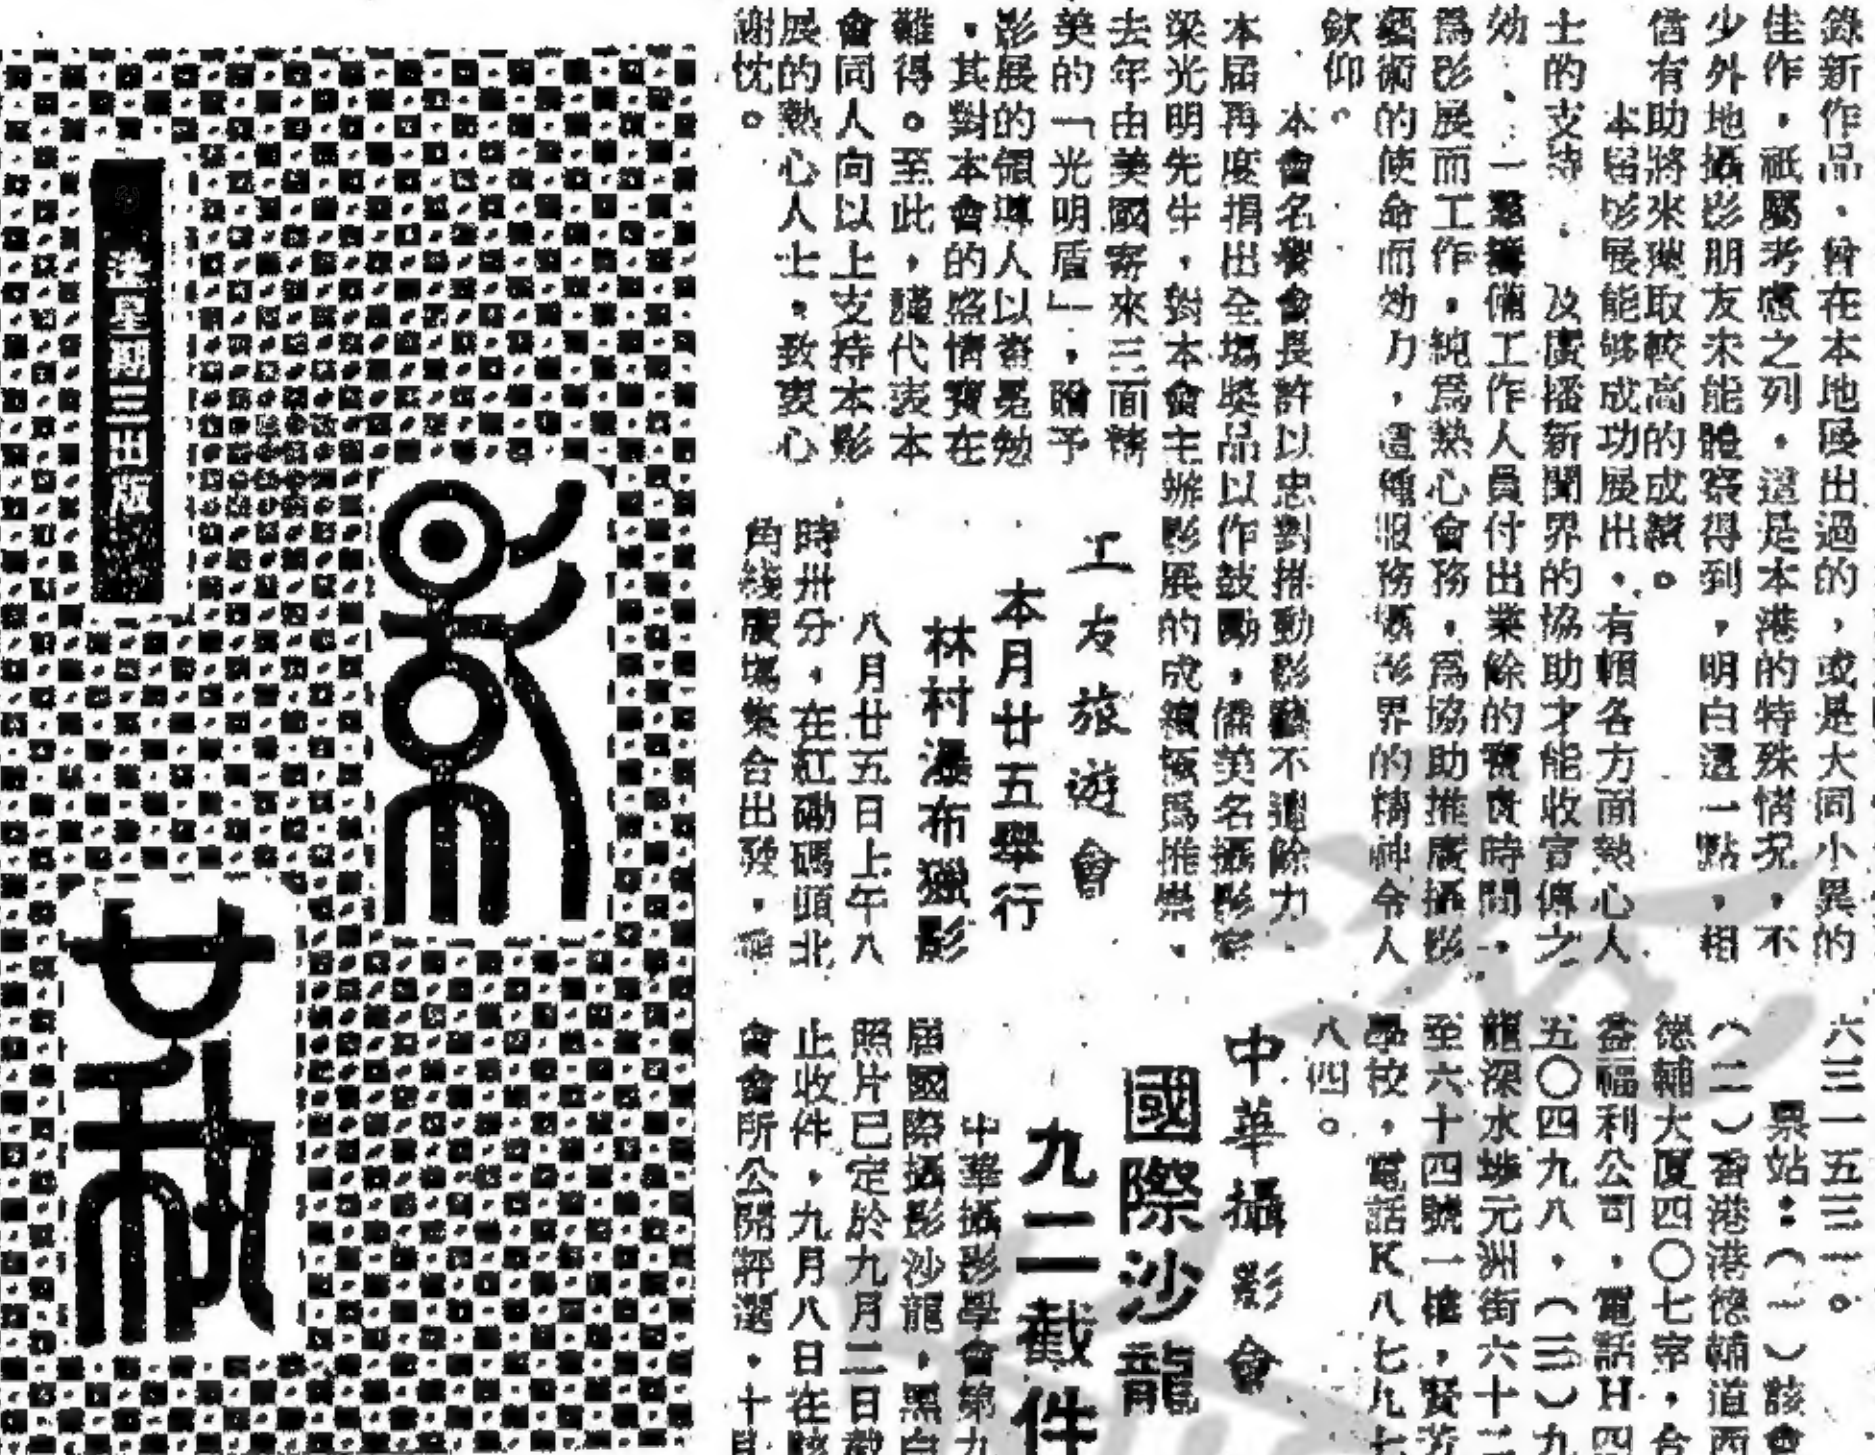 錄新作品、曾在本地展出過的，或是大同小異的
佳作，祇屬考慮之列。這是本港的特殊情況，不
少外地攝影朋友未能體察得到，明白這一點，相
信有助將來獲取較高的成績。
本屆影展能够成功展出，有賴各方面熱心人
士的支持，及廣播新聞界的協助才能收宣傳之
効、一羣籌備工作人員付出業餘的寶貴時間，
爲影展而工作，純爲熱心會務，爲協助推廣攝影
藝術的使命而効力，這種服務攝影界的精神令人
欽仰。
本會名譽會長許以忠對推動影藝不遺餘力，
本屆再度捐出全場獎品以作鼓勵，僑美名攝影家
梁光明先生，對本會主辦影展的成績極爲推崇、
去年由美國寄來三面精
美的「光明盾」，贈予
影展的領導人以資勉
，其對本會的盛情實在
難得。至此，謹代表本
會同人向以上支持本影
展的熱心人士，致衷心
謝忱。
工友旅遊會
本月廿五舉行
林村瀑布獵影
八月廿五日上午八
時卅分，在紅磡碼頭北
角綫廣場集合出發，
六三一五三一。
票站：（一）該會
（二）香港港德輔道西
德輔大厦四〇七室，合
益福利公司，電話H四
五〇四九八，（三）九
龍深水埗元洲街六十二
至六十四號一樓，賢芳
學校，電話K八七九七
八四。
中華攝影會
國際沙龍
九二截件
中華攝影學會第九
屆國際攝影沙龍，黑白
照片已定於九月二日截
止收件，九月八日在該
會會所公開評選，十
逢星期三出版
影
藝